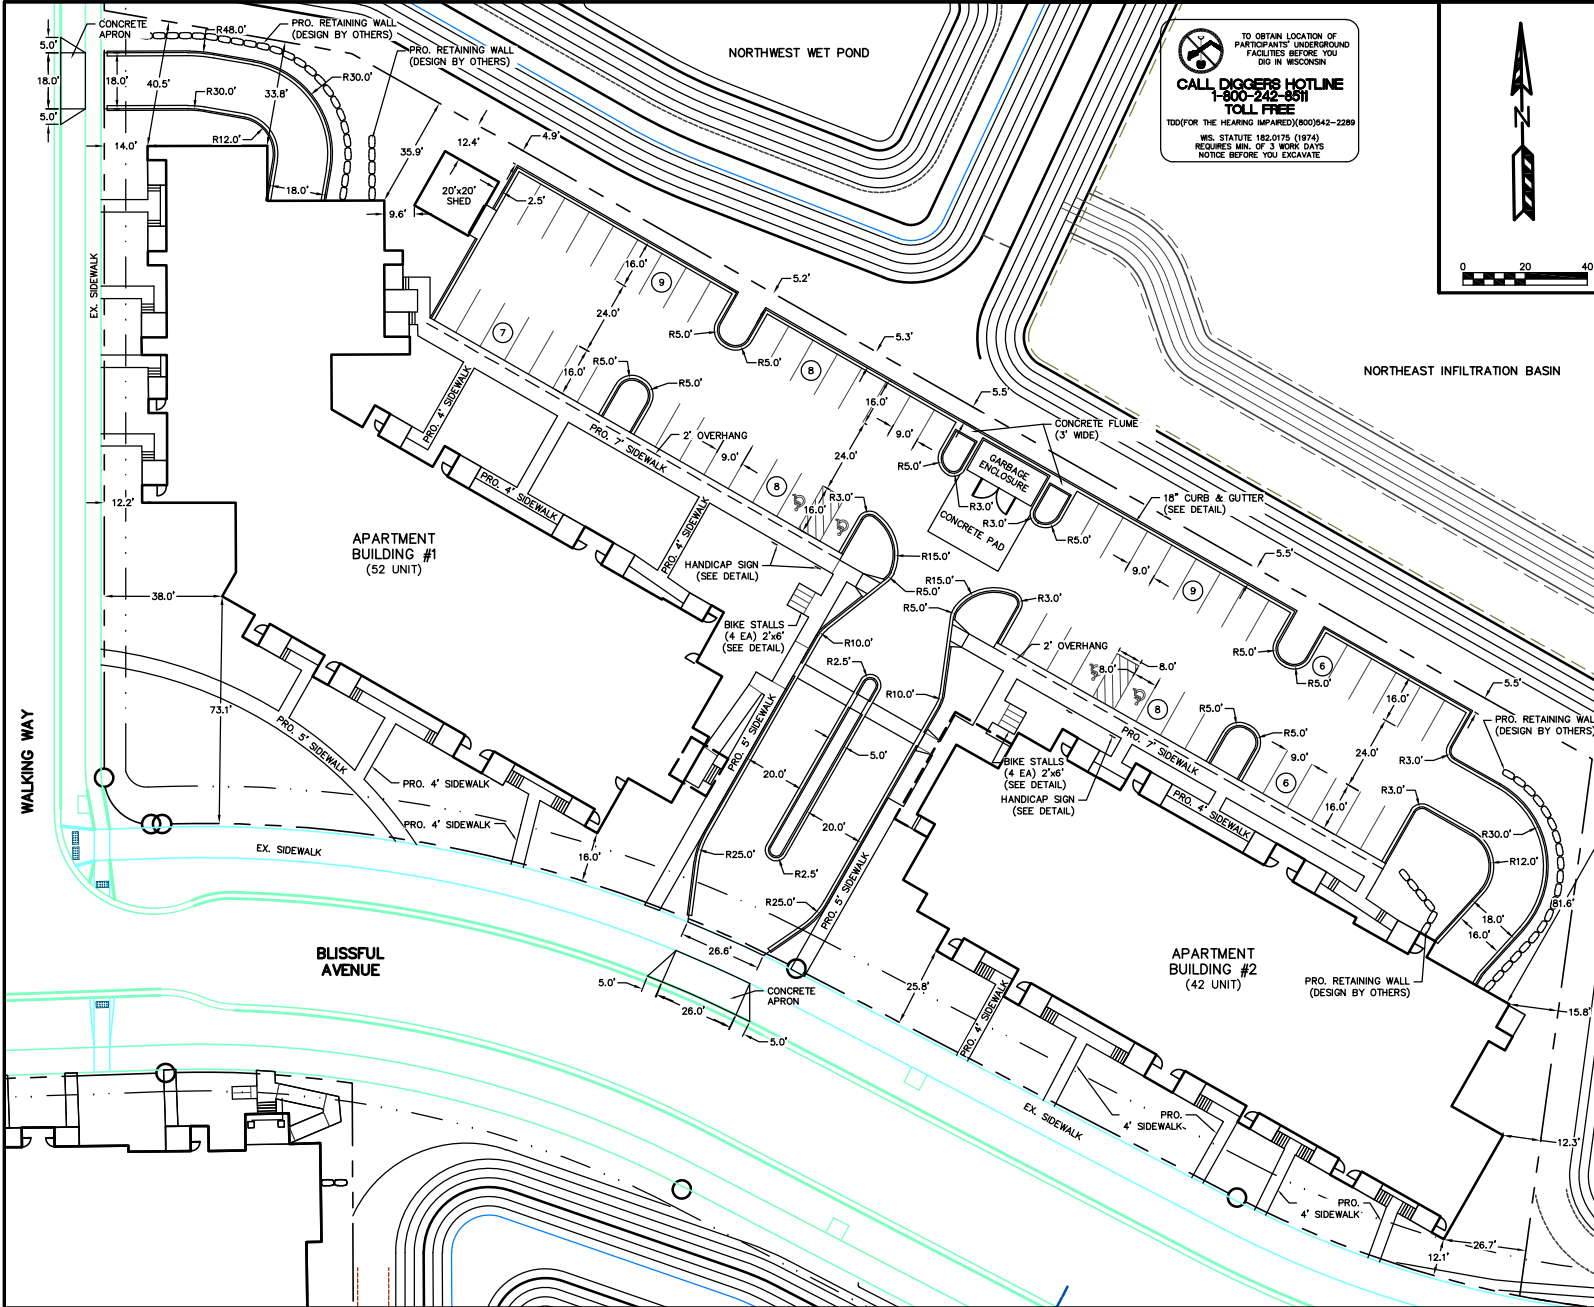 CONCRETE
APRON
5.0'
18.0'
5.0'
18.0'
40.5'
R48.0'
PRO. RETAINING WALL
(DESIGN BY OTHERS)
PRO. RETAINING WALL
(DESIGN BY OTHERS)
R30.0'
33.8'
R30.0'
R12.0'
14.0'
18.0'
35.9'
9.6'
12.4'
4.9'
20'x20'
SHED
2.5'
NORTHWEST WET POND
TO OBTAIN LOCATION OF
PARTICIPANTS' UNDERGROUND
FACILITIES BEFORE YOU
DIG IN WISCONSIN
CALL DIGGERS HOTLINE
1-800-242-8511
TOLL FREE
TDD(FOR THE HEARING IMPAIRED)(800)542-2289
WIS. STATUTE 182.0175 (1974)
REQUIRES MIN. OF 3 WORK DAYS
NOTICE BEFORE YOU EXCAVATE
N
0 20 40
NORTHEAST INFILTRATION BASIN
EX. SIDEWALK
16.0'
9
24.0'
7
16.0'
5.2'
R5.0'
R5.0'
5.3'
8
R5.0'
R5.0'
5.5'
16.0'
9.0'
24.0'
CONCRETE FLUME
(3' WIDE)
PRO. 4' SIDEWALK
PRO. 7' SIDEWALK
2' OVERHANG
9.0'
8
R5.0'
GARBAGE
ENCLOSURE
R3.0'
R3.0'
R5.0'
CONCRETE PAD
18" CURB & GUTTER
(SEE DETAIL)
PRO. 4' SIDEWALK
PRO. 4' SIDEWALK
16.0'
R3.0'
R15.0'
R5.0'
R15.0'
R5.0'
R3.0'
9.0'
9
5.5'
12.2'
APARTMENT
BUILDING #1
(52 UNIT)
HANDICAP SIGN
(SEE DETAIL)
BIKE STALLS
(4 EA) 2'x6'
(SEE DETAIL)
R10.0'
R2.5'
R10.0'
2' OVERHANG
8.0'
8.0'
R5.0'
6
R5.0'
16.0'
5.5'
38.0'
73.1'
WALKING WAY
PRO. 5' SIDEWALK
PRO. 4' SIDEWALK
PRO. 4' SIDEWALK
PRO. 5' SIDEWALK
20.0'
5.0'
20.0'
BIKE STALLS
(4 EA) 2'x6'
(SEE DETAIL)
HANDICAP SIGN
(SEE DETAIL)
8
PRO. 7' SIDEWALK
R5.0'
R5.0'
9.0'
6
24.0'
16.0'
PRO. RETAINING WAL
(DESIGN BY OTHERS)
R3.0'
R3.0'
R30.0'
R12.0'
PRO. 4' SIDEWALK
EX. SIDEWALK
16.0'
R25.0'
R2.5'
R25.0'
PRO. 5' SIDEWALK
81.6'
18.0'
16.0'
BLISSFUL
AVENUE
26.6'
5.0'
26.0'
5.0'
CONCRETE
APRON
25.8'
APARTMENT
BUILDING #2
(42 UNIT)
PRO. RETAINING WALL
(DESIGN BY OTHERS)
15.8'
PRO. 4' SIDEWALK
EX. SIDEWALK
PRO.
4' SIDEWALK
PRO.
4' SIDEWALK
12.3'
26.7'
12.1'